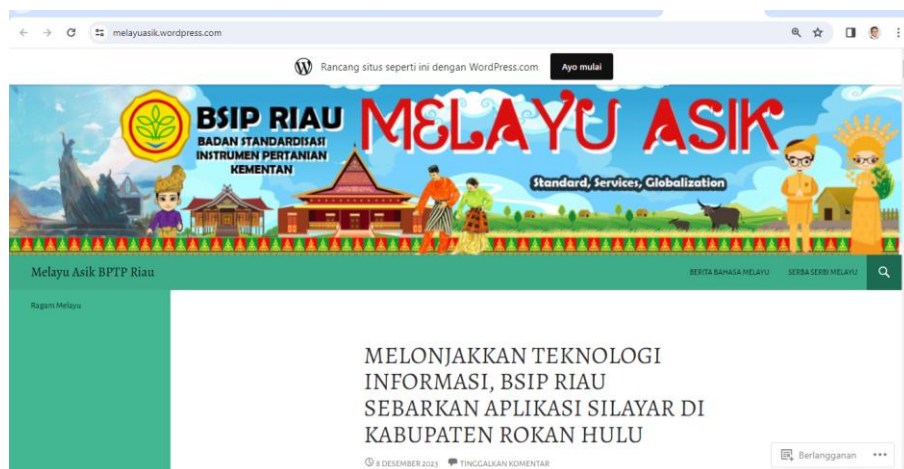 melayuasik.wordpress.com
Rancang situs seperti ini dengan WordPress.com
Ayo mulai
BSIP RIAU
BADAN STANDARDISASI
INSTRUMEN PERTANIAN
KEMENTAN
MELAYU ASIK
Standard, Services, Globalization
Melayu Asik BPTP Riau
BERITA BAHASA MELAYU
SERBA SERBI MELAYU
Ragam Melayu
MELONJAKKAN TEKNOLOGI
INFORMASI, BSIP RIAU
SEBARKAN APLIKASI SILAYAR DI
KABUPATEN ROKAN HULU
8 DESEMBER 2023
TINGGALKAN KOMENTAR
Berlangganan